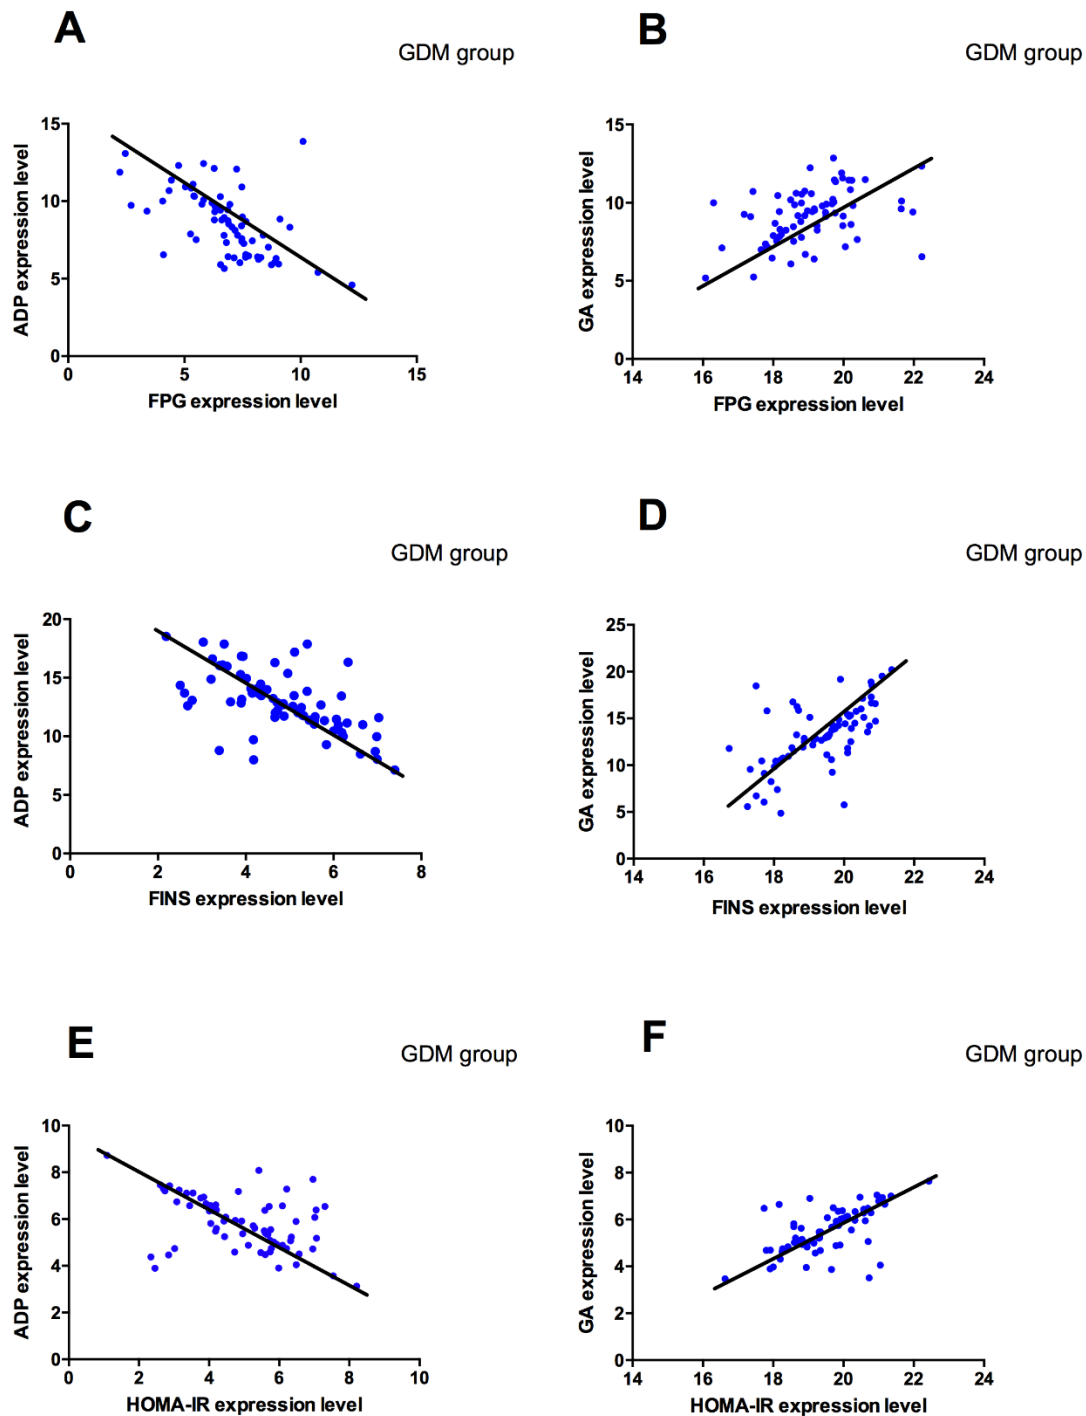 A
GDM group
ADP expression level
15
10
5
0
0 5 10 15
FPG expression level
B
GDM group
GA expression level
15
10
5
0
14 16 18 20 22 24
FPG expression level
C
GDM group
ADP expression level
20
15
10
5
0
0 2 4 6 8
FINS expression level
D
GDM group
GA expression level
25
20
15
10
5
0
14 16 18 20 22 24
FINS expression level
E
GDM group
ADP expression level
10
8
6
4
2
0
0 2 4 6 8 10
HOMA-IR expression level
F
GDM group
GA expression level
10
8
6
4
2
0
14 16 18 20 22 24
HOMA-IR expression level